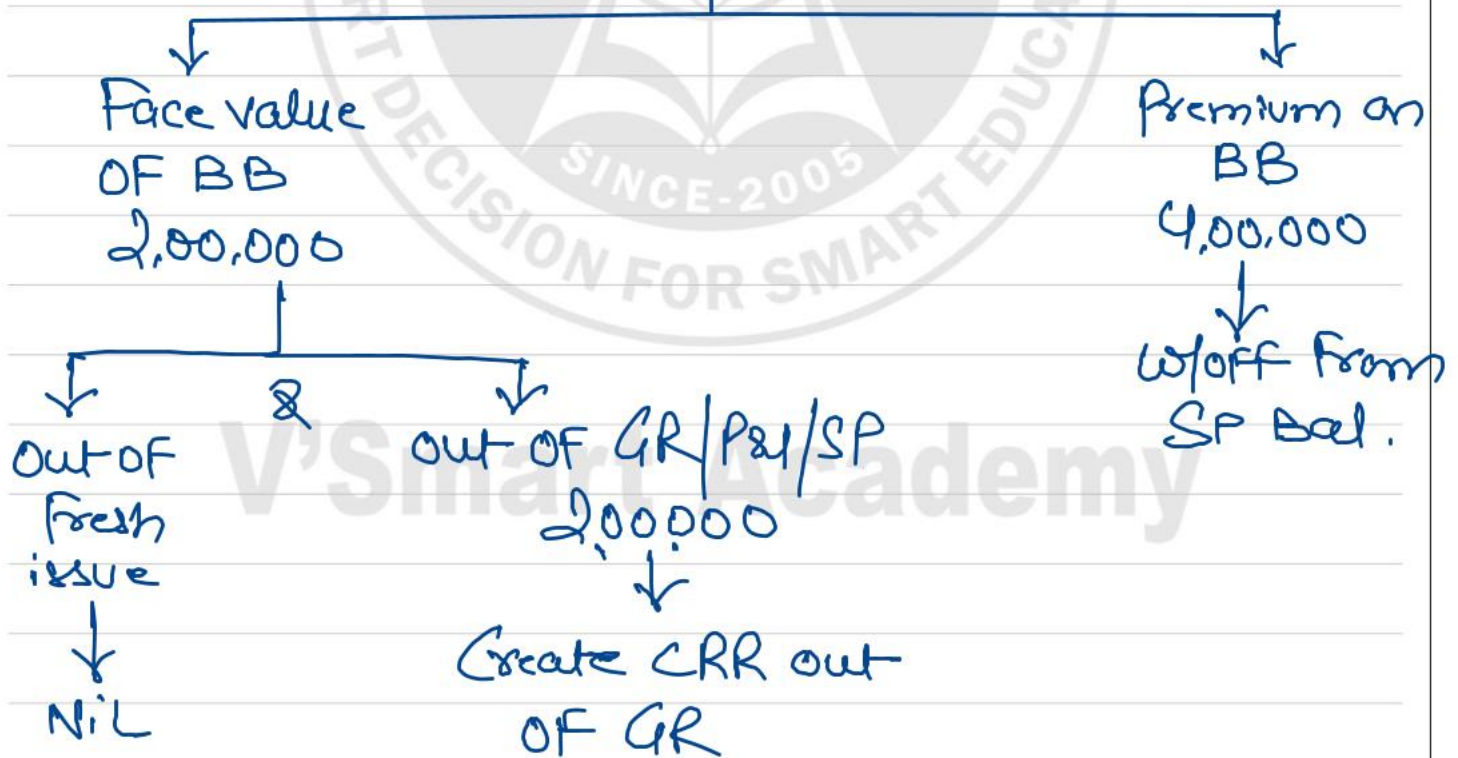 Face value
OF BB
2,00,000
Premium on
BB
4,00,000
W/off From
SP Bal.
&
Out OF
Fresh
issue
NiL
Out OF GR/P&l/SP
2,00,000
Create CRR out
OF GR
RT DECISION FOR SMART EDUCA
SINCE-2005
V'Smart Academy